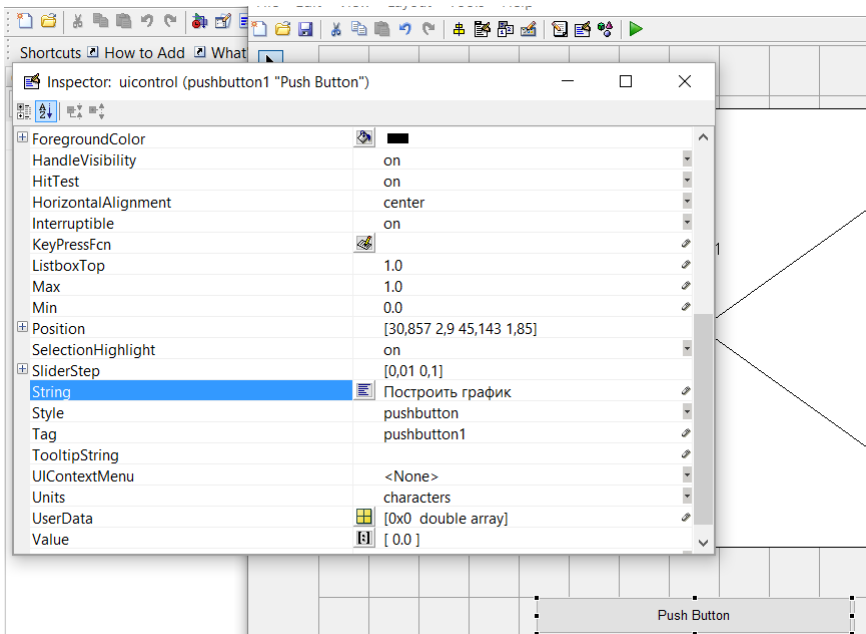 Shortcuts How to Add What
Inspector: uicontrol (pushbutton1 "Push Button")
ForegroundColor
HandleVisibility on
HitTest on
HorizontalAlignment center
Interruptible on
KeyPressFcn
ListboxTop 1.0
Max 1.0
Min 0.0
Position [30,857 2,9 45,143 1,85]
SelectionHighlight on
SliderStep [0,01 0,1]
String Построить график
Style pushbutton
Tag pushbutton1
TooltipString
UIContextMenu <None>
Units characters
UserData [0x0 double array]
Value [ 0.0 ]
1
Push Button